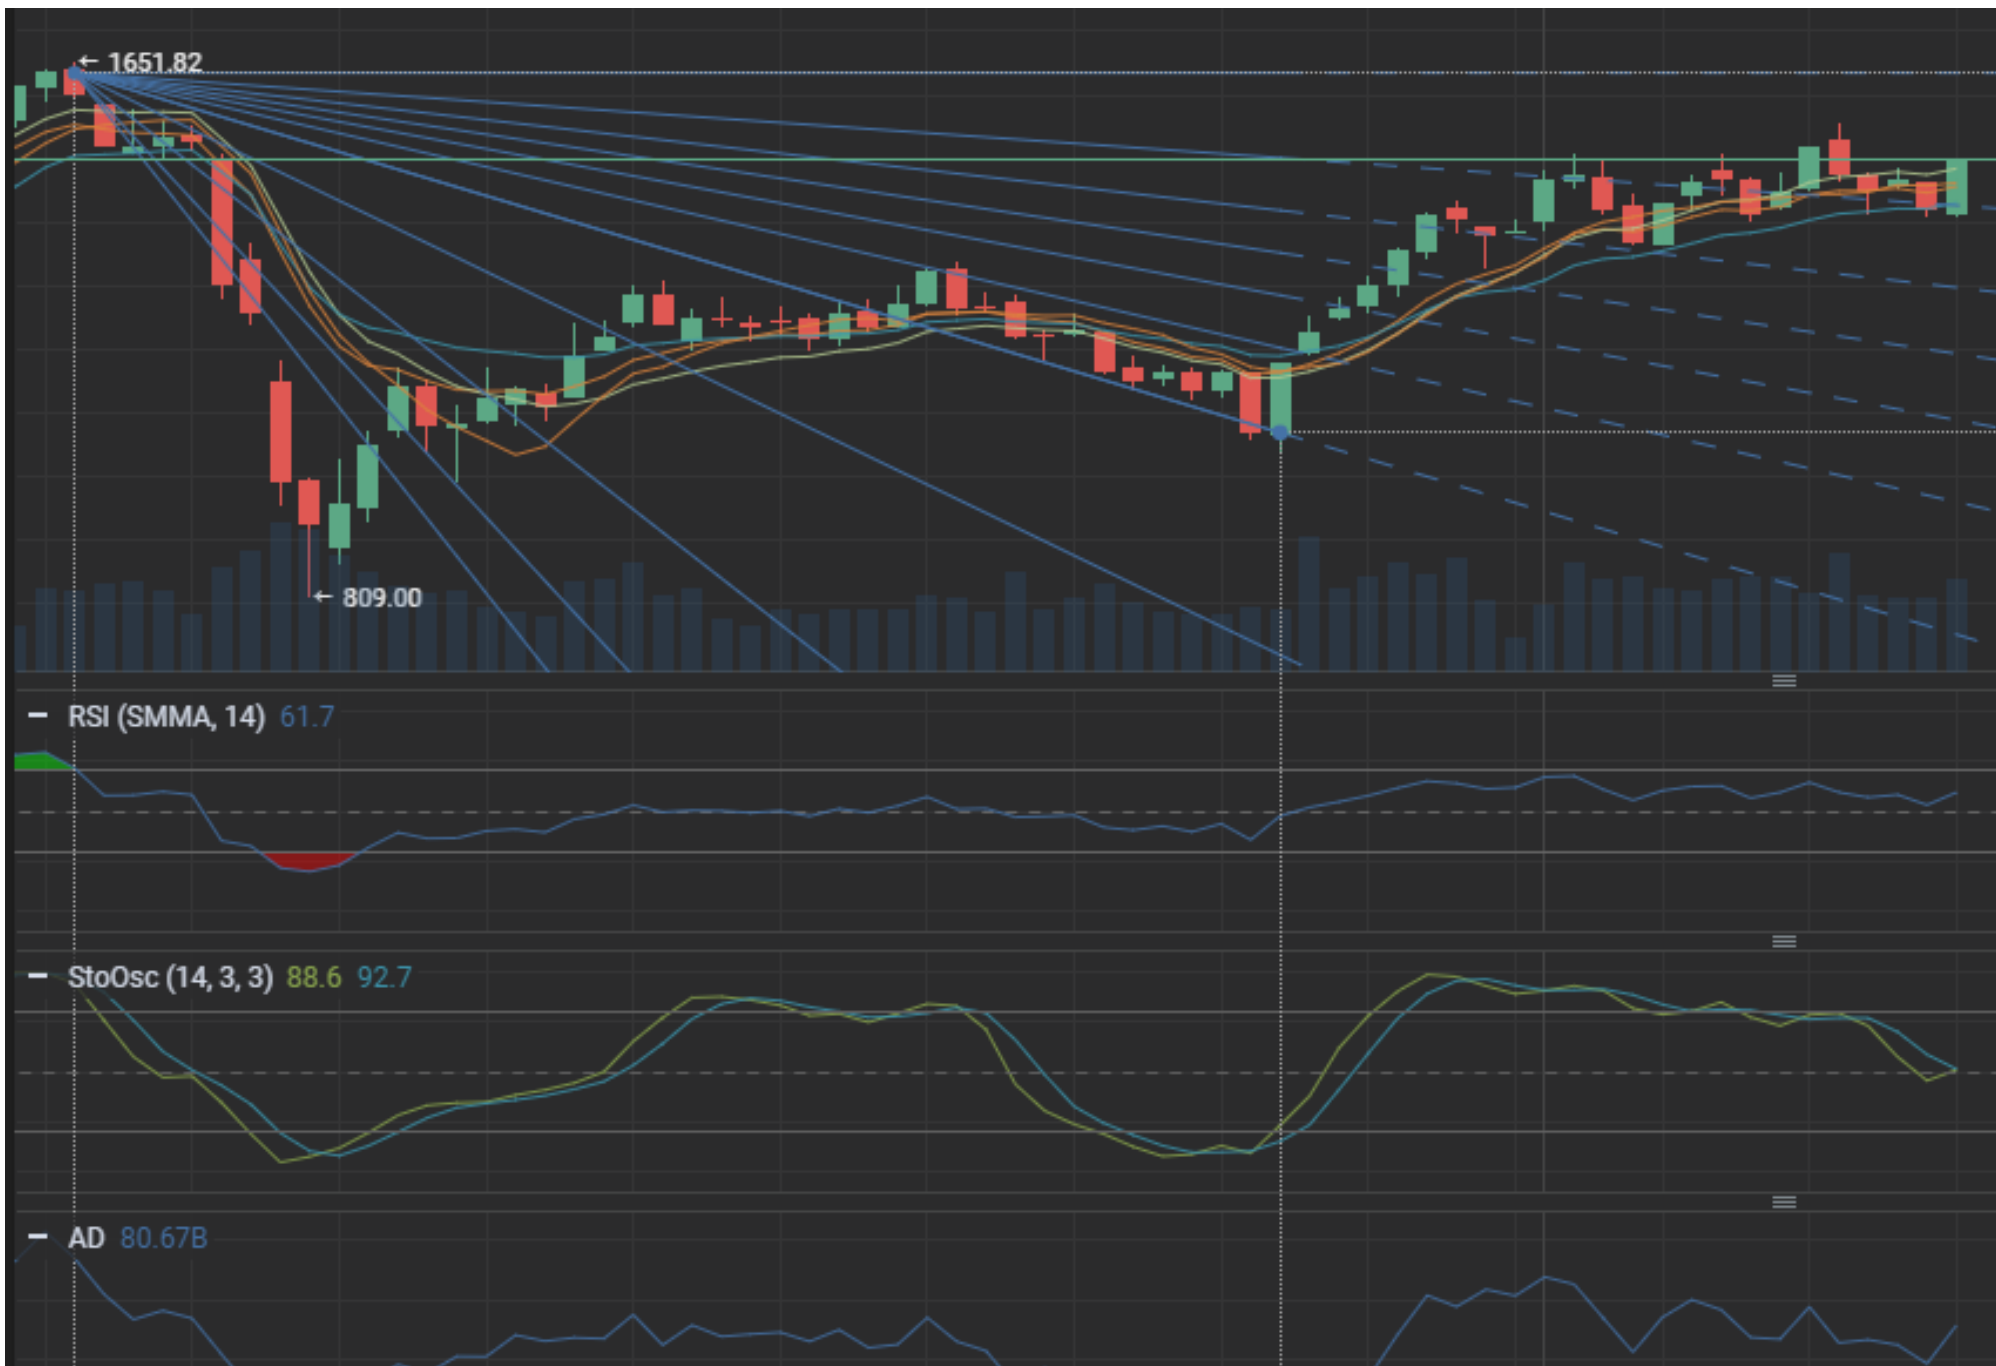 ← 1651.82
← 809.00
RSI (SMMA, 14) 61.7
StoOsc (14, 3, 3) 88.6 92.7
AD 80.67B